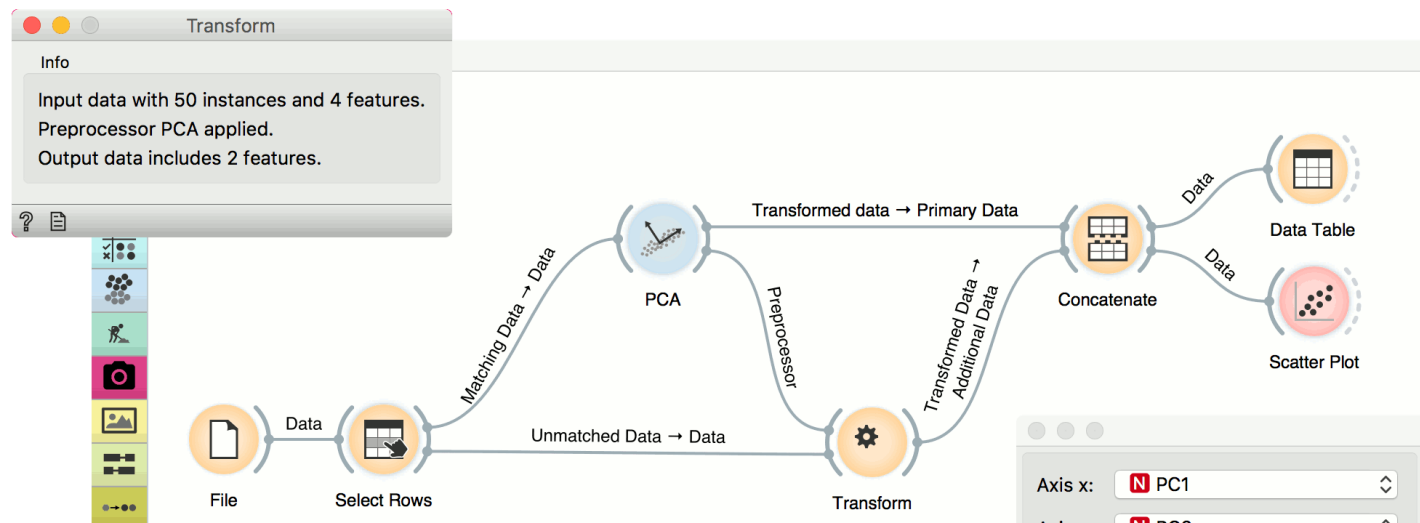 Transform
Info
Input data with 50 instances and 4 features.
Preprocessor PCA applied.
Output data includes 2 features.
?
Data
File
Select Rows
Matching Data → Data
Unmatched Data → Data
PCA
Transformed data → Primary Data
Preprocessor
Transform
Transformed Data →
Additional Data
Concatenate
Data
Data Table
Data
Scatter Plot
Axis x:
N PC1